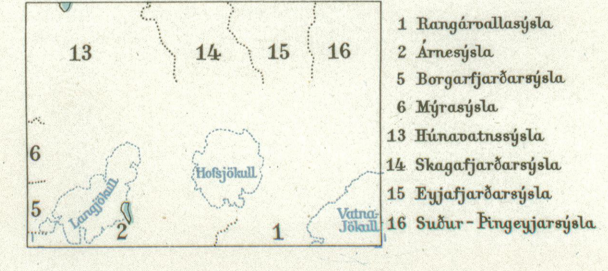 13 14 15 16
6
Hofsjökull
5 Langjökull
Vatna-
Jökull
2 1
1 Rangárvallasýsla
2 Árnesýsla
5 Borgarfjarðarsýsla
6 Mýrasýsla
13 Húnavatnssýsla
14 Skagafjarðarsýsla
15 Eyjafjarðarsýsla
16 Suður-Þingeyjarsýsla